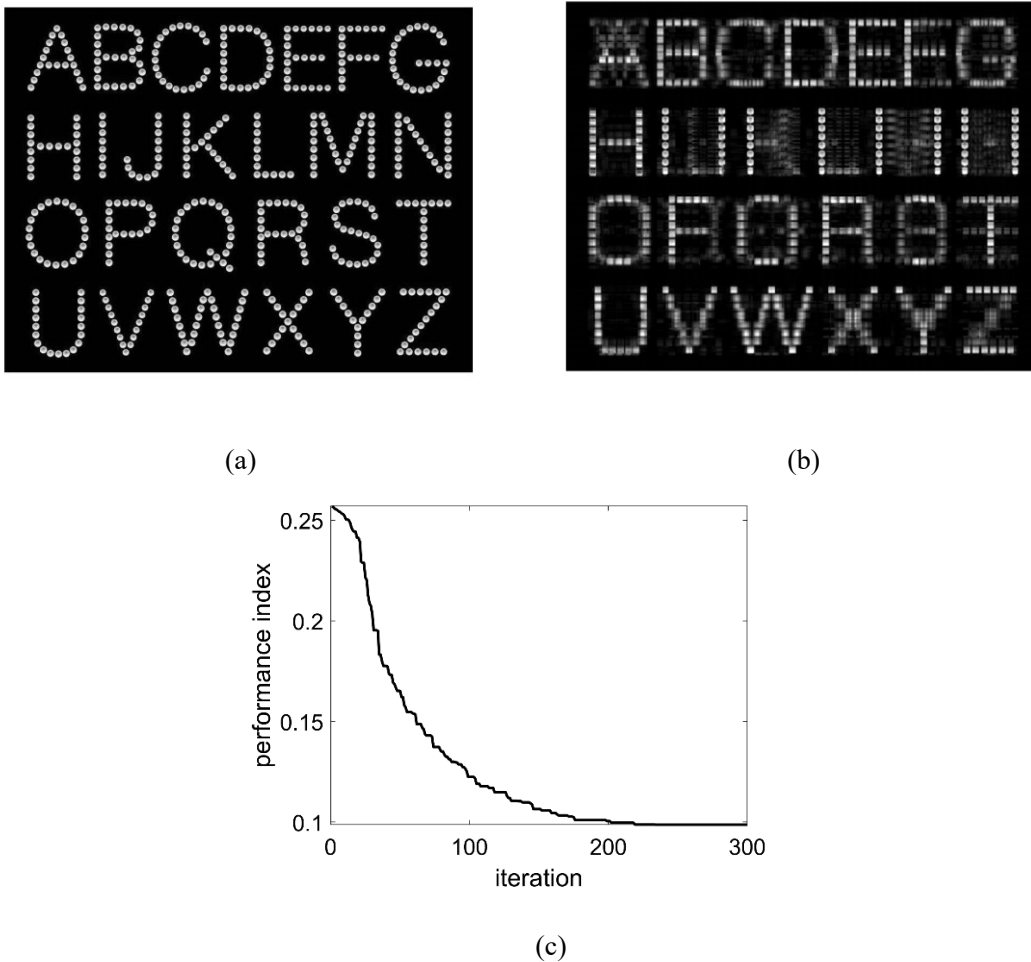 ABCDEFG
HIJKLMN
OPQRST
UVWXYZ
UVWXYZ
(a)
(b)
0.25
0.2
0.15
0.1
performance index
0 100 200 300
iteration
(c)